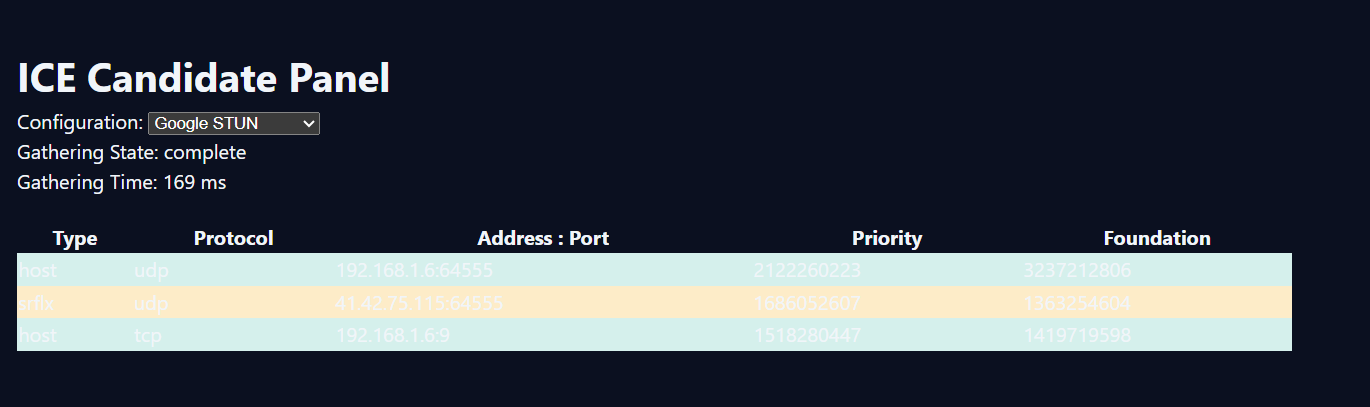 ICE Candidate Panel
Configuration: Google STUN
Gathering State: complete
Gathering Time: 169 ms
Type Protocol Address : Port Priority Foundation
host udp 192.168.1.6:64555 2122260223 3237212806
srflx udp 41.42.75.115:64555 1686052607 1363254604
host tcp 192.168.1.6:9 1518280447 1419719598